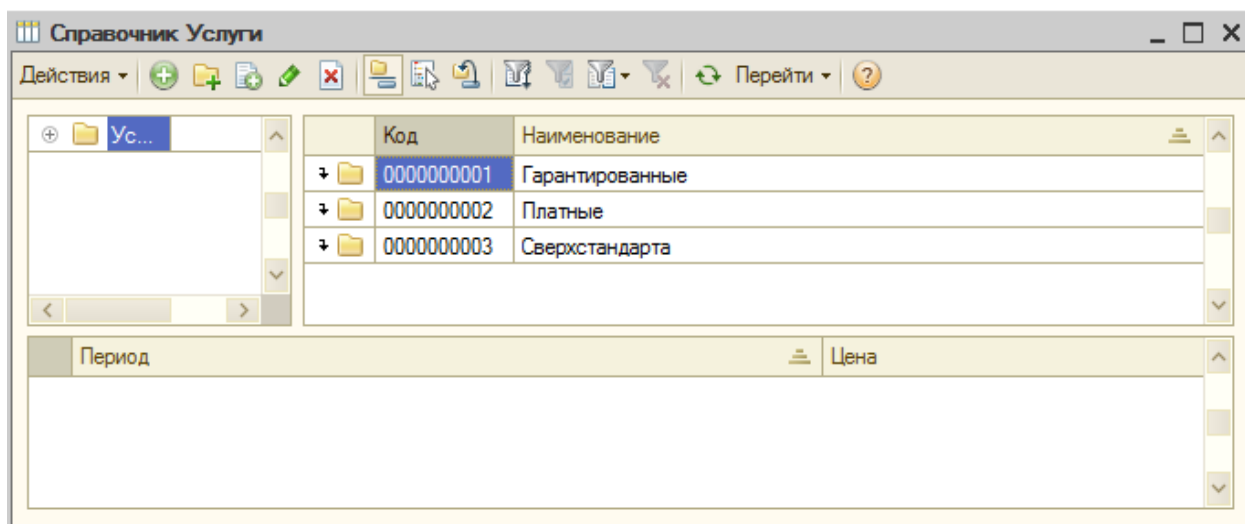 Справочник Услуги
Действия Перейти
Ус...
Код Наименование
0000000001 Гарантированные
0000000002 Платные
0000000003 Сверхстандарта
Период Цена